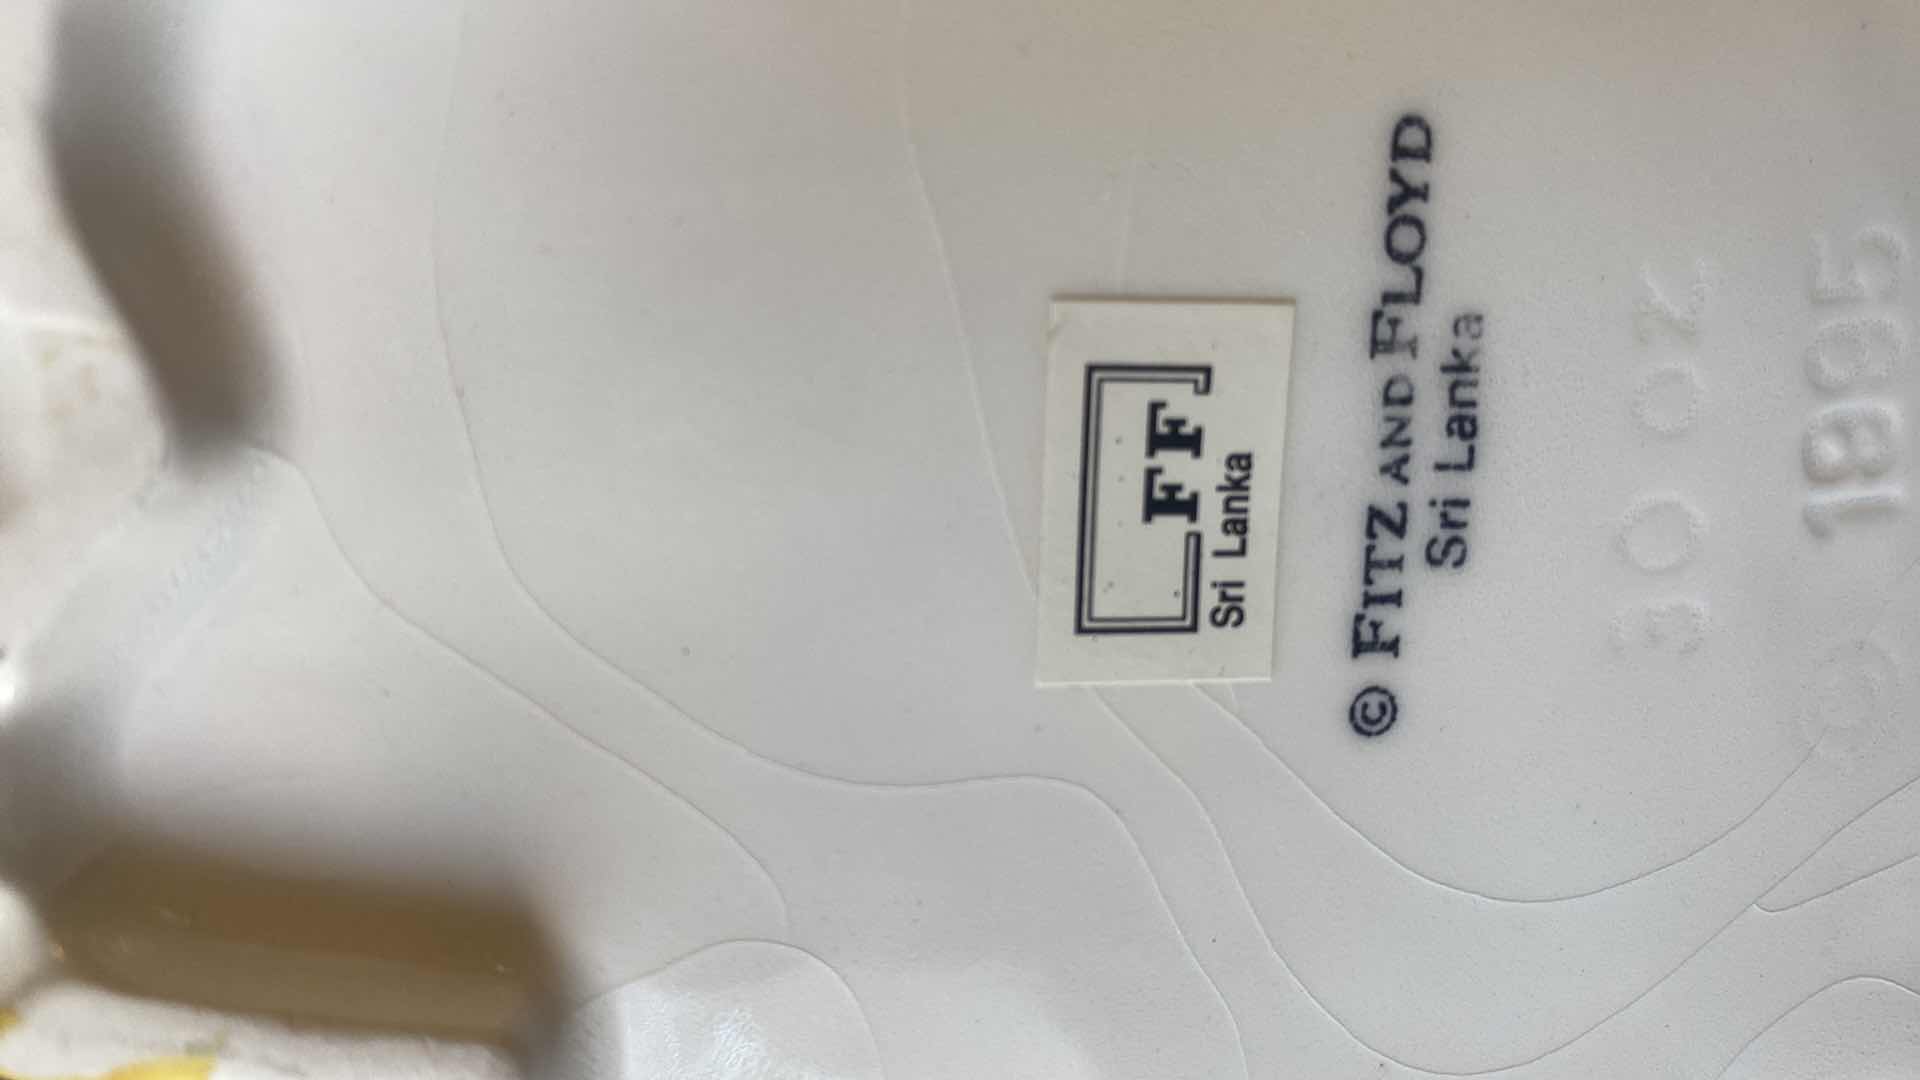 FF
Sri Lanka
© FITZ AND FLOYD
Sri Lanka
30 OZ
© 1995